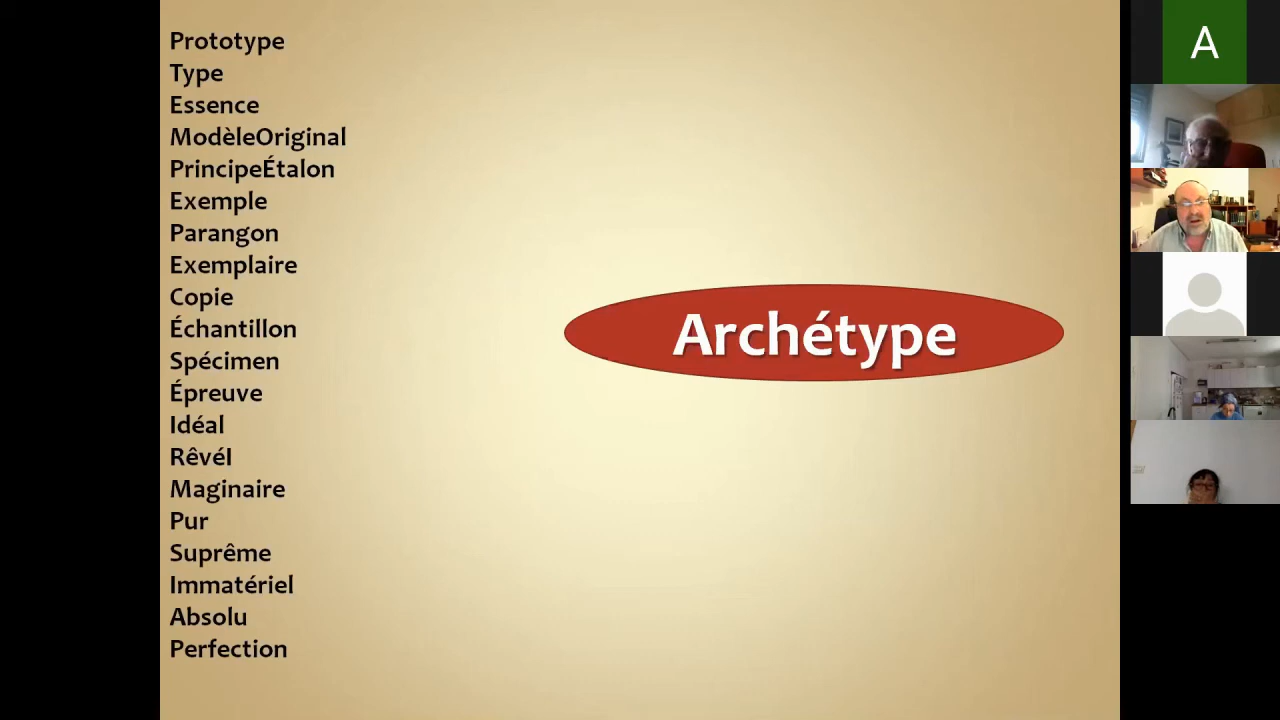 Prototype
Type
Essence
ModèleOriginal
PrincipeÉtalon
Exemple
Parangon
Exemplaire
Copie
Échantillon
Spécimen
Épreuve
Idéal
Rêvél
Maginaire
Pur
Suprême
Immatériel
Absolu
Perfection
Archétype
A